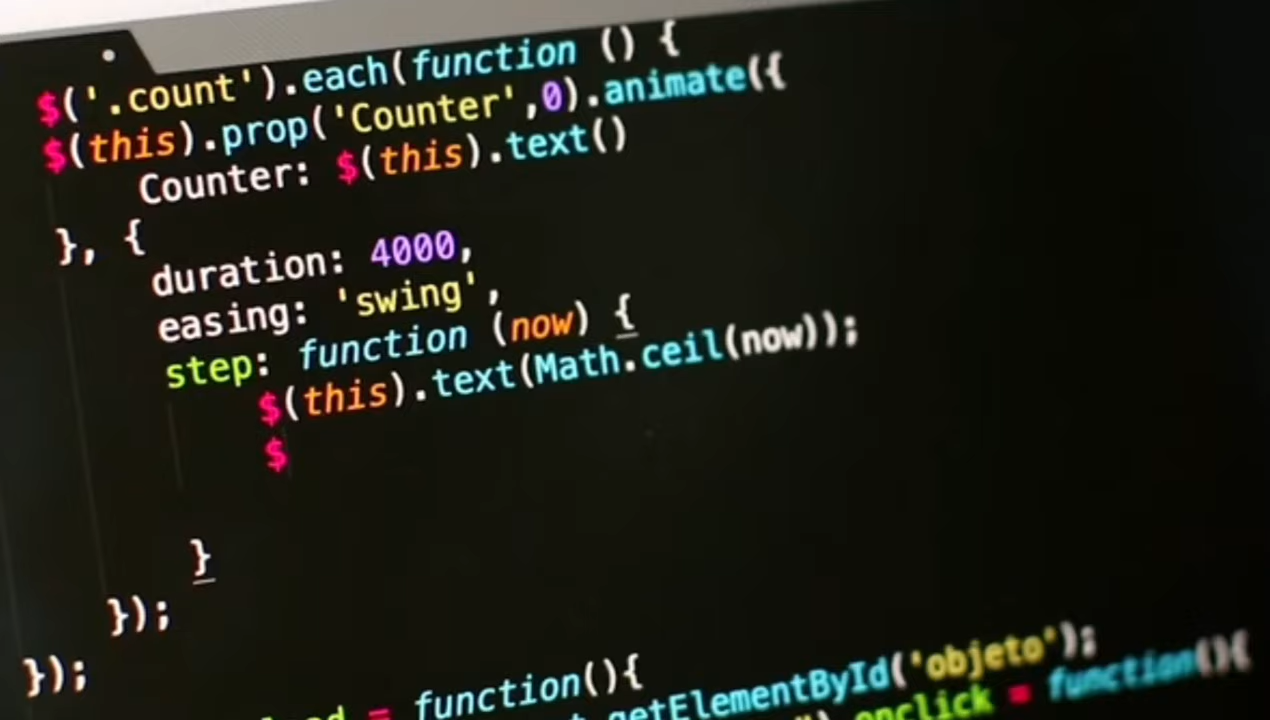 $('.count').each(function () {
$(this).prop('Counter',0).animate({
Counter: $(this).text()
}, {
duration: 4000,
easing: 'swing',
step: function (now) {
$(this).text(Math.ceil(now));
$
}
});
});
= function(){
getElementById('objeto');
onclick = function(){